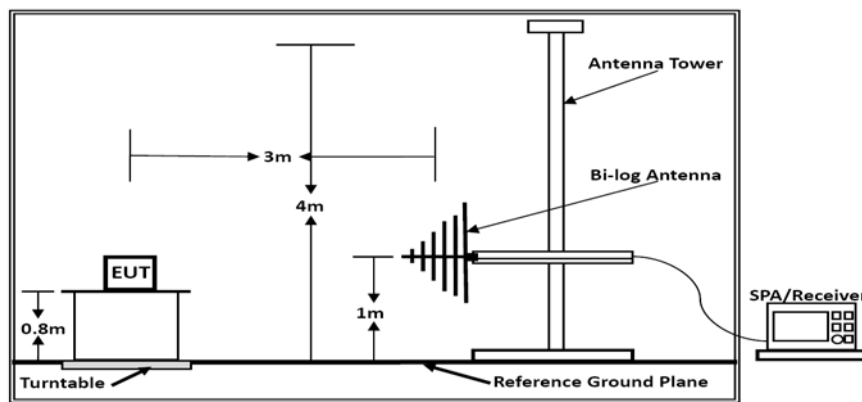 Antenna Tower
3m
Bi-log Antenna
4m
EUT
SPA/Receiver
0.8m
1m
Turntable
Reference Ground Plane